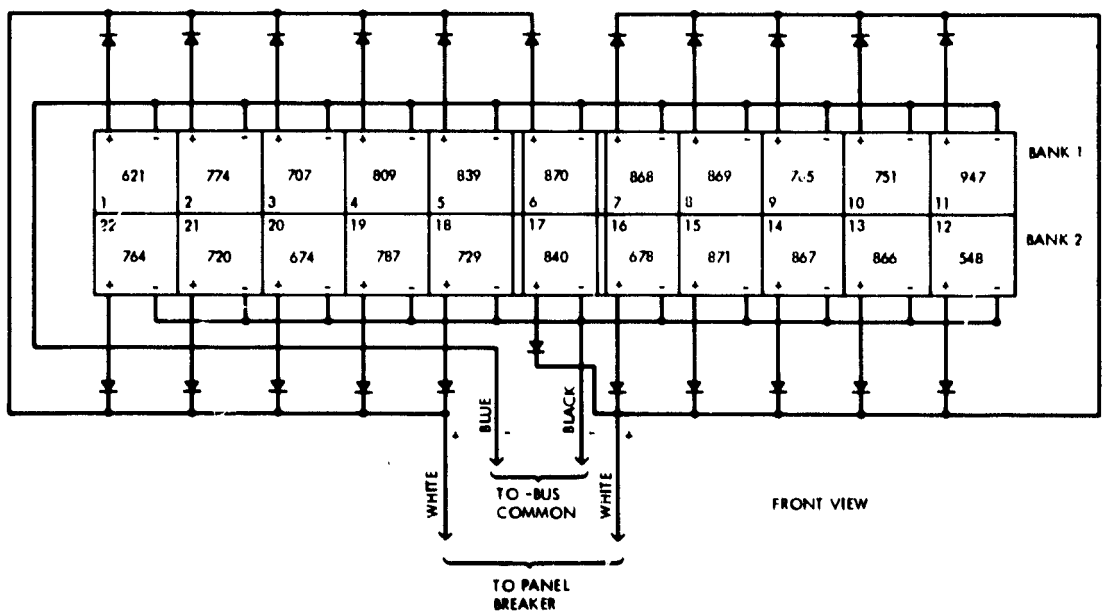 + - + - + - + - + - + - + - + - + - + - + -
621 774 707 809 839 870 868 869 751 947 BANK 1
1 2 3 4 5 6 7 8 9 10 11
22 21 20 19 18 17 16 15 14 13 12 BANK 2
764 720 674 787 729 840 678 871 867 866 548
+ - + - + - + - + - + - + - + - + - + - + -
BLUE
BLACK
+ - - +
WHITE
WHITE
TO -BUS
COMMON
FRONT VIEW
TO PANEL
BREAKER